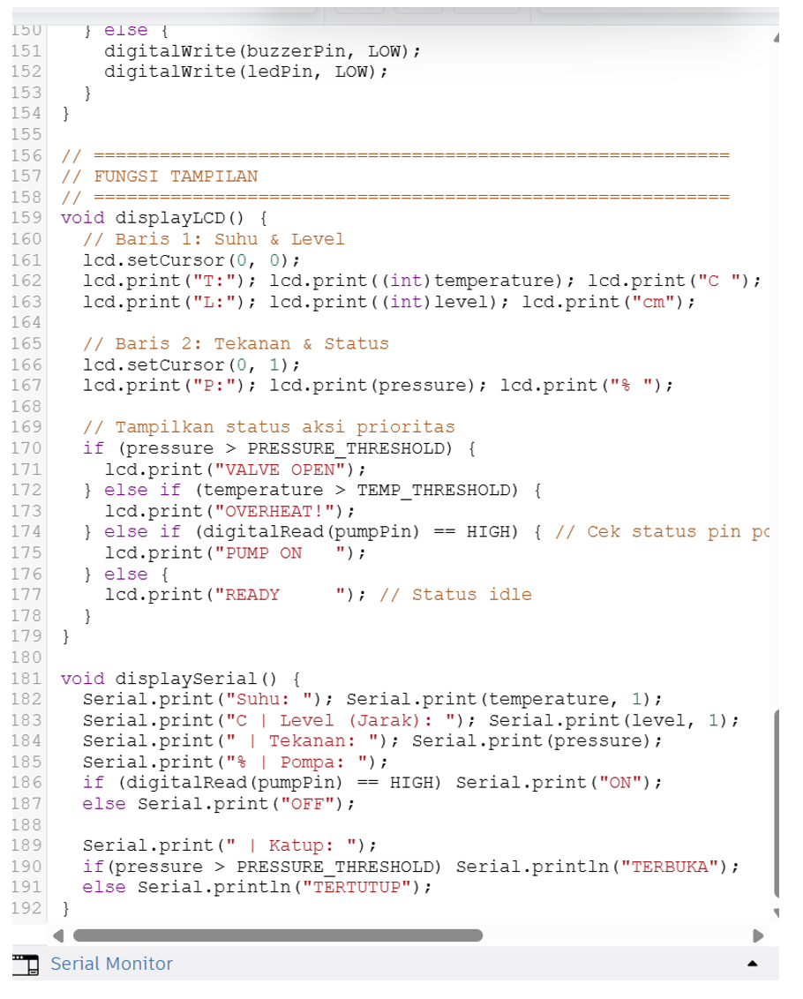 150     } else {
151       digitalWrite(buzzerPin, LOW);
152       digitalWrite(ledPin, LOW);
153     }
154 }
155
156 // ==========================================================
157 // FUNGSI TAMPILAN
158 // ==========================================================
159 void displayLCD() {
160   // Baris 1: Suhu & Level
161   lcd.setCursor(0, 0);
162   lcd.print("T:"); lcd.print((int)temperature); lcd.print("C ");
163   lcd.print("L:"); lcd.print((int)level); lcd.print("cm");
164
165   // Baris 2: Tekanan & Status
166   lcd.setCursor(0, 1);
167   lcd.print("P:"); lcd.print(pressure); lcd.print("% ");
168
169   // Tampilkan status aksi prioritas
170   if (pressure > PRESSURE_THRESHOLD) {
171     lcd.print("VALVE OPEN");
172   } else if (temperature > TEMP_THRESHOLD) {
173     lcd.print("OVERHEAT!");
174   } else if (digitalRead(pumpPin) == HIGH) { // Cek status pin
175     lcd.print("PUMP ON   ");
176   } else {
177     lcd.print("READY     "); // Status idle
178   }
179 }
180
181 void displaySerial() {
182   Serial.print("Suhu: "); Serial.print(temperature, 1);
183   Serial.print("C | Level (Jarak): "); Serial.print(level, 1);
184   Serial.print(" | Tekanan: "); Serial.print(pressure);
185   Serial.print("% | Pompa: ");
186   if (digitalRead(pumpPin) == HIGH) Serial.print("ON");
187   else Serial.print("OFF");
188
189   Serial.print(" | Katup: ");
190   if(pressure > PRESSURE_THRESHOLD) Serial.println("TERBUKA");
191   else Serial.println("TERTUTUP");
192 }
Serial Monitor